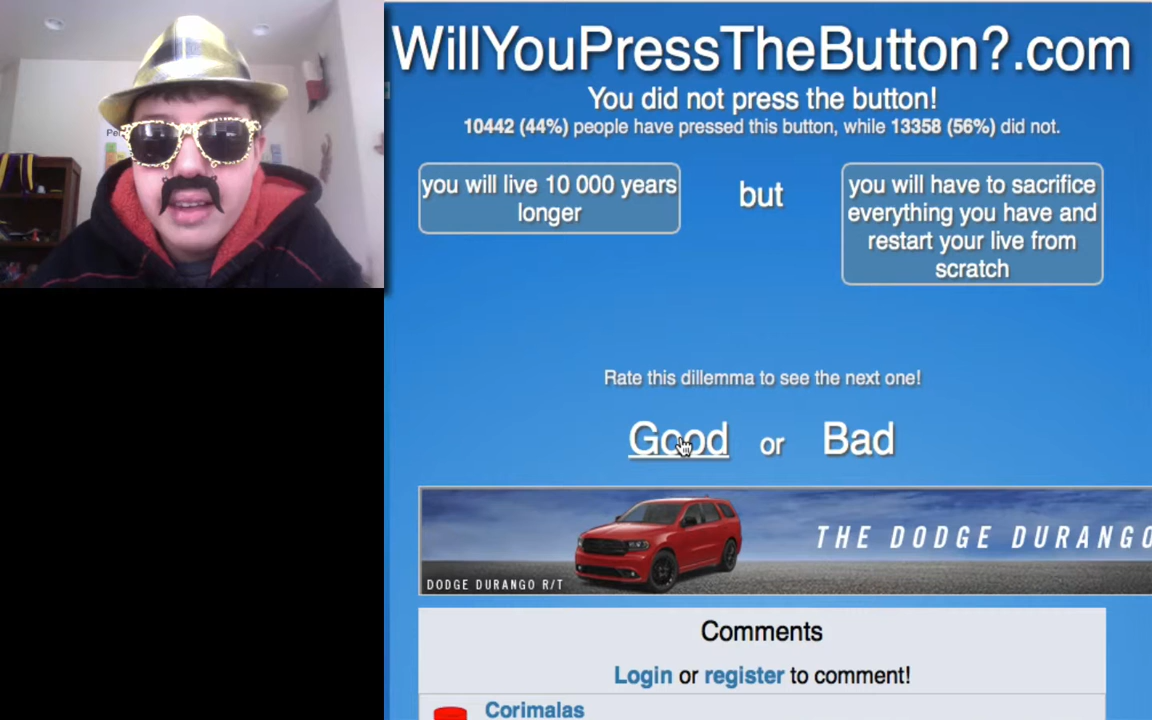 WillYouPressTheButton?.com
You did not press the button!
10442 (44%) people have pressed this button, while 13358 (56%) did not.
you will live 10 000 years
longer
but
you will have to sacrifice
everything you have and
restart your live from
scratch
Rate this dillemma to see the next one!
Good or Bad
THE DODGE DURANGO
DODGE DURANGO R/T
Comments
Login or register to comment!
Corimalas